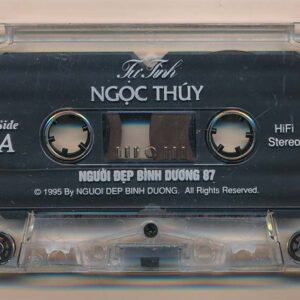 Tư Tình
NGỌC THÚY
Side
A
HiFi
Stereo
NGƯỜI ĐẸP BÌNH DƯƠNG 87
© 1995 By NGUOI DEP BINH DUONG. All Rights Reserved.